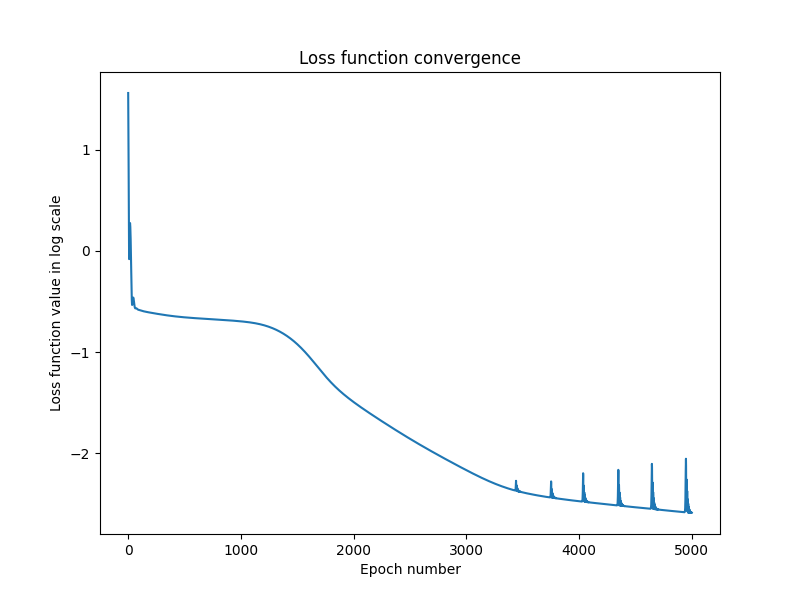 Loss function convergence
Loss function value in log scale
1
0
−1
−2
0 1000 2000 3000 4000 5000
Epoch number